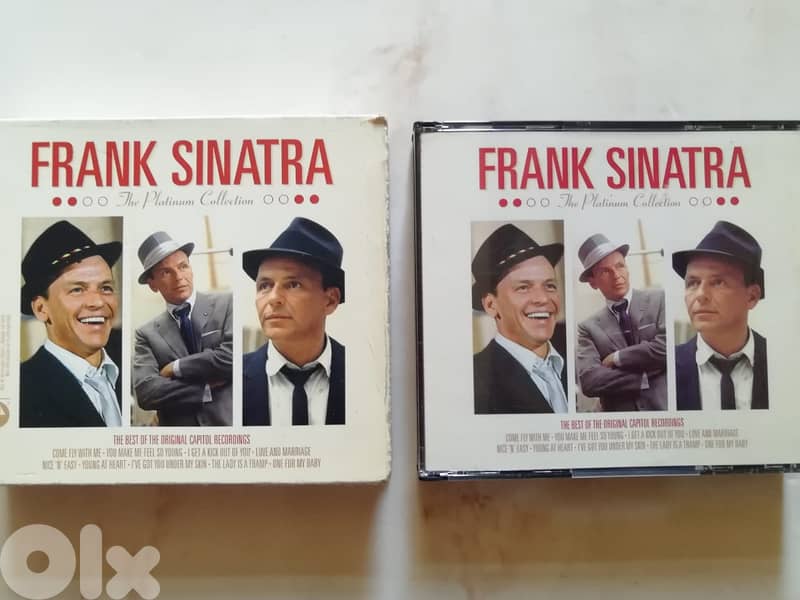 FRANK SINATRA
The Platinum Collection
THE BEST OF THE ORIGINAL CAPITOL RECORDINGS
COME FLY WITH ME • YOU MAKE ME FEEL SO YOUNG • I GET A KICK OUT OF YOU • LOVE AND MARRIAGE
NICE 'N' EASY • YOUNG AT HEART • I'VE GOT YOU UNDER MY SKIN • THE LADY IS A TRAMP • ONE FOR MY BABY
FRANK SINATRA
The Platinum Collection
THE BEST OF THE ORIGINAL CAPITOL RECORDINGS
COME FLY WITH ME • YOU MAKE ME FEEL SO YOUNG • I GET A KICK OUT OF YOU • LOVE AND MARRIAGE
NICE 'N' EASY • YOUNG AT HEART • I'VE GOT YOU UNDER MY SKIN • THE LADY IS A TRAMP • ONE FOR MY BABY
Olx